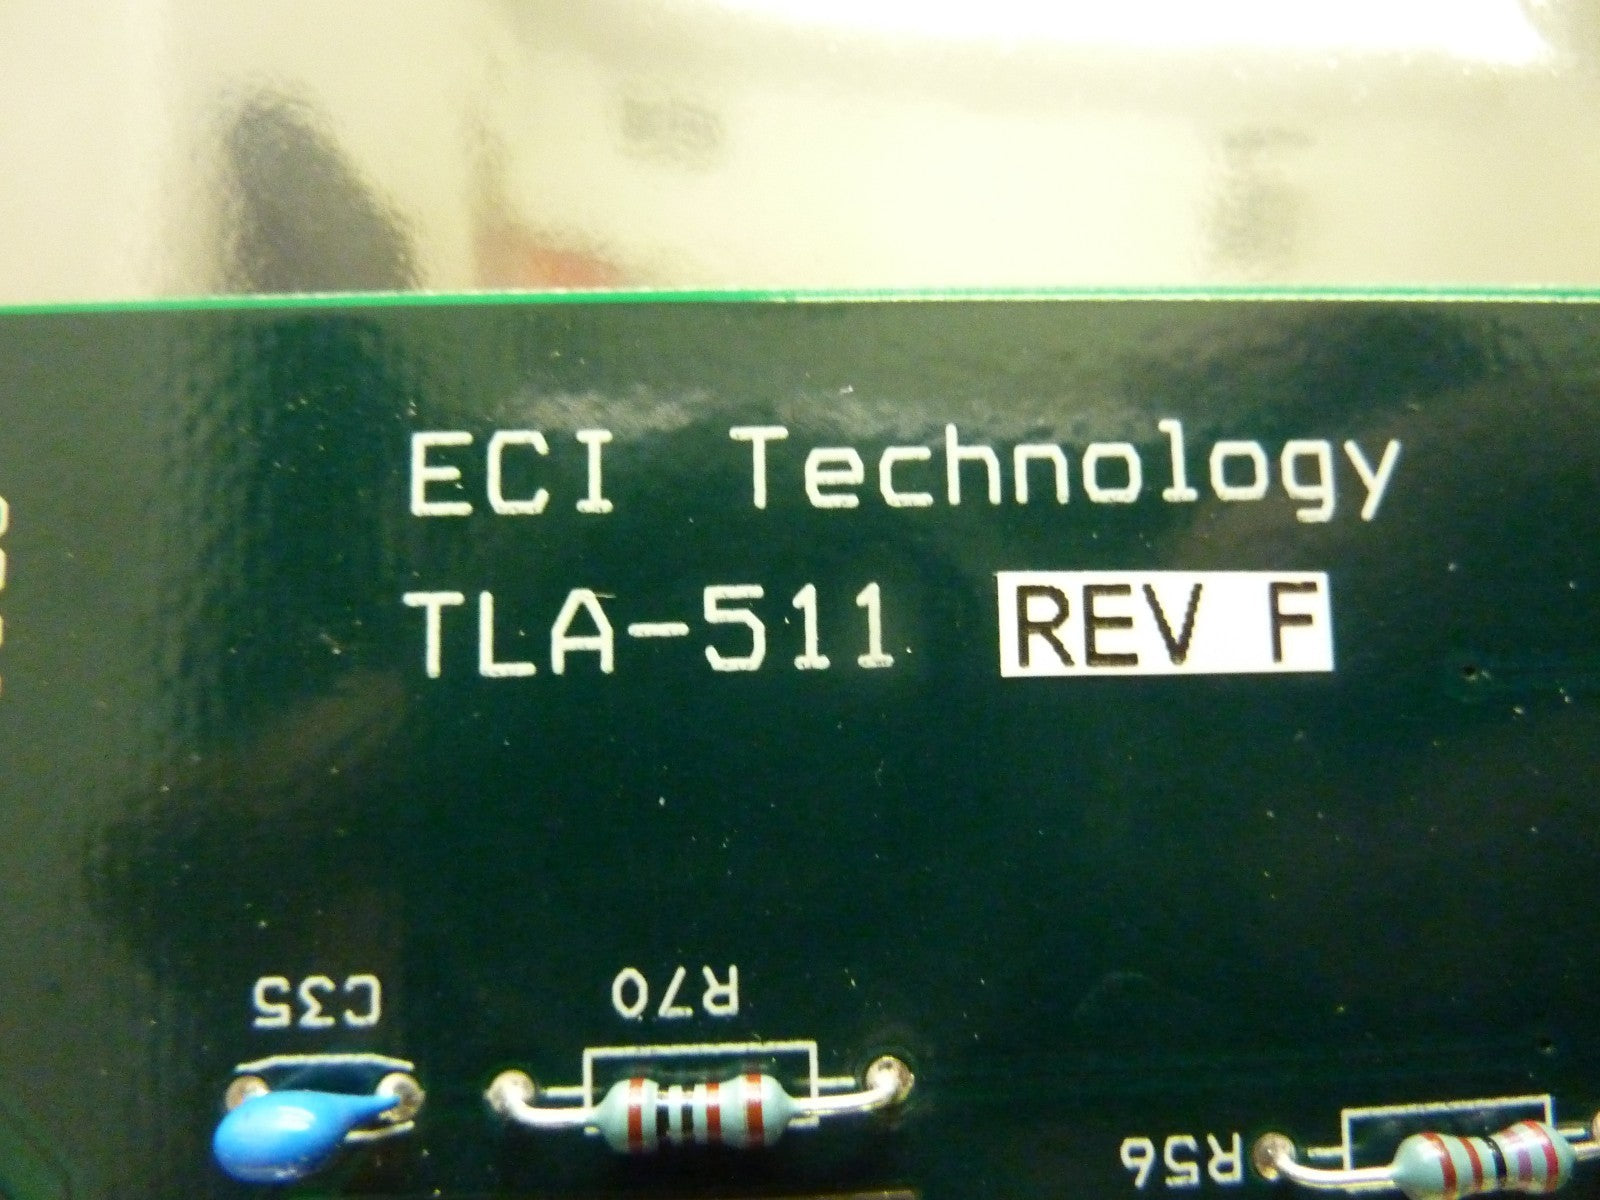 ECI Technology
TLA-511 REV F
C35
R70
R56